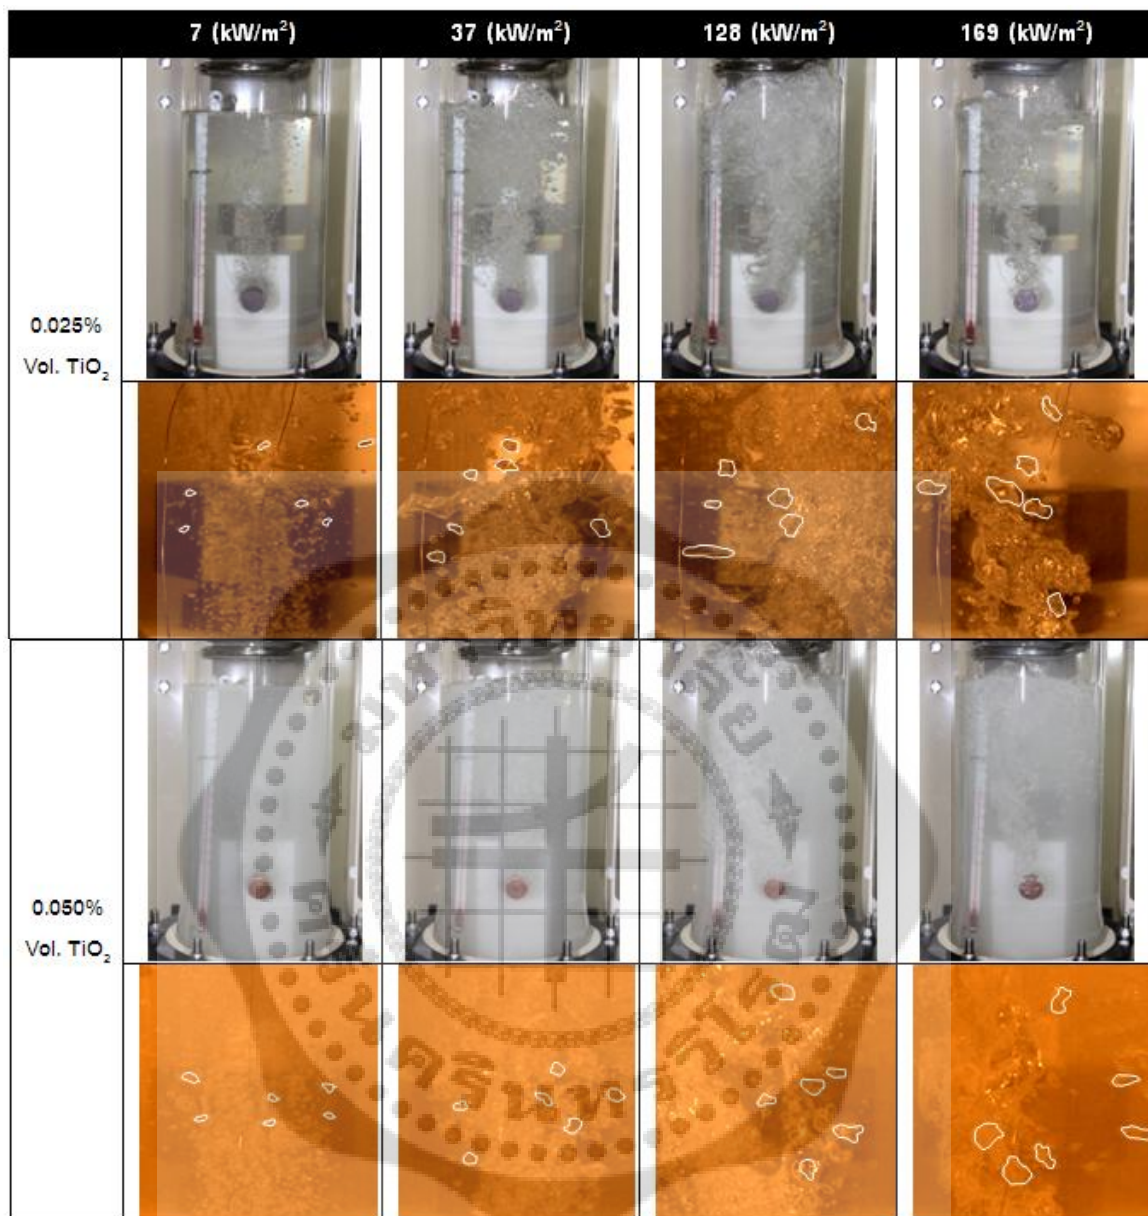 7 (kW/m²) 37 (kW/m²) 128 (kW/m²) 169 (kW/m²)
0.025%
Vol. TiO₂
0.050%
Vol. TiO₂